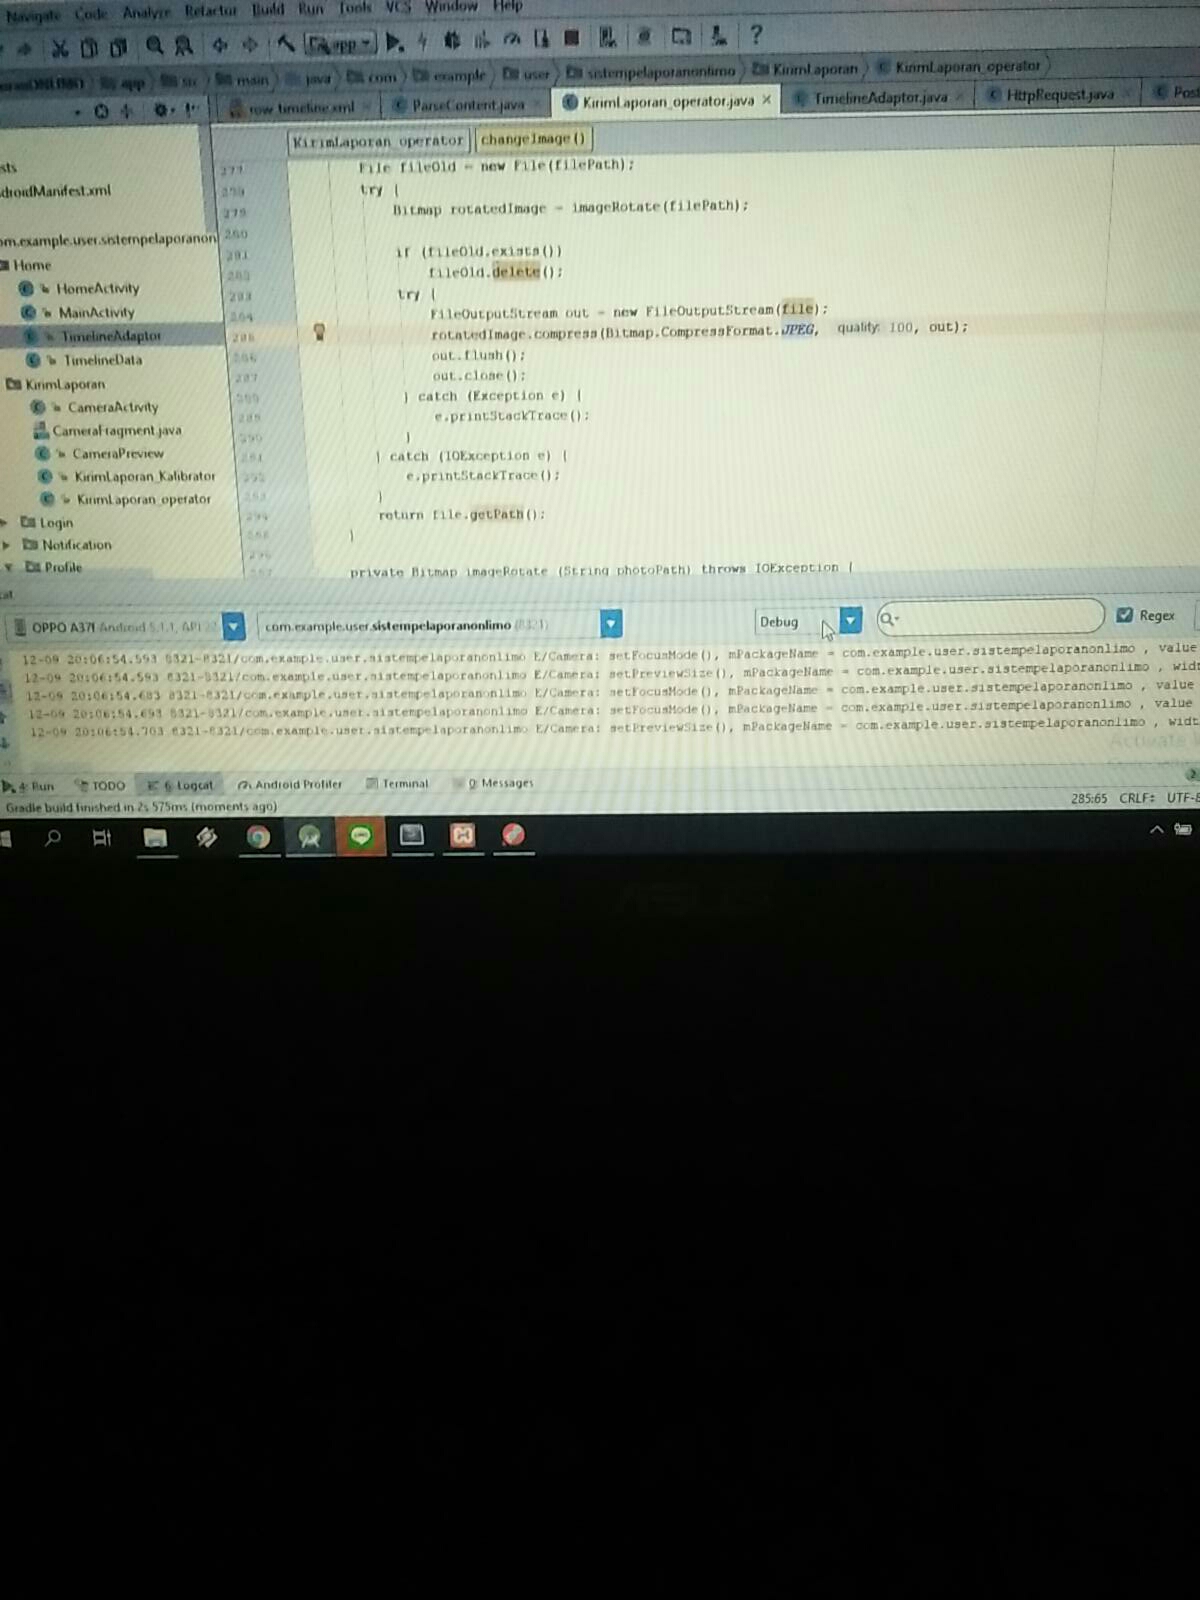 Navigate Code Analyze Refactor Build Run Tools VCS Window Help
app
app src main java com example user sistempelaporanonlimo KirimLaporan KirimLaporan_operator
row_timeline.xml ParseContent.java KirimLaporan_operator.java TimelineAdaptor.java HttpRequest.java Post
KirimLaporan_operator changeImage()
File fileOld = new File(filePath);
try {
Bitmap rotatedImage = imageRotate(filePath);
if (fileOld.exists())
fileOld.delete();
try {
FileOutputStream out = new FileOutputStream(file);
rotatedImage.compress(Bitmap.CompressFormat.JPEG, quality: 100, out);
out.flush();
out.close();
} catch (Exception e) {
e.printStackTrace();
}
} catch (IOException e) {
e.printStackTrace();
}
return file.getPath();
}
private Bitmap imageRotate (String photoPath) throws IOException {
sts
droidManifest.xml
om.example.user.sistempelaporanon
Home
HomeActivity
MainActivity
TimelineAdaptor
TimelineData
KirimLaporan
CameraActivity
CameraFragment.java
CameraPreview
KirimLaporan_Kalibrator
KirimLaporan_operator
Login
Notification
Profile
cat
OPPO A37f Android 5.1.1, API com.example.user.sistempelaporanonlimo (8321) Debug Regex
12-09 20:06:54.593 8321-8321/com.example.user.sistempelaporanonlimo E/Camera: setFocusMode(), mPackageName = com.example.user.sistempelaporanonlimo , value
12-09 20:06:54.593 8321-8321/com.example.user.sistempelaporanonlimo E/Camera: setPreviewSize(), mPackageName = com.example.user.sistempelaporanonlimo , widt
12-09 20:06:54.683 8321-8321/com.example.user.sistempelaporanonlimo E/Camera: setFocusMode(), mPackageName = com.example.user.sistempelaporanonlimo , value
12-09 20:06:54.693 8321-8321/com.example.user.sistempelaporanonlimo E/Camera: setFocusMode(), mPackageName = com.example.user.sistempelaporanonlimo , value
12-09 20:06:54.703 8321-8321/com.example.user.sistempelaporanonlimo E/Camera: setPreviewSize(), mPackageName = com.example.user.sistempelaporanonlimo , widt
Activate
4: Run TODO 6: Logcat Android Profiler Terminal 0: Messages
Gradle build finished in 2s 575ms (moments ago) 285:65 CRLF UTF-8